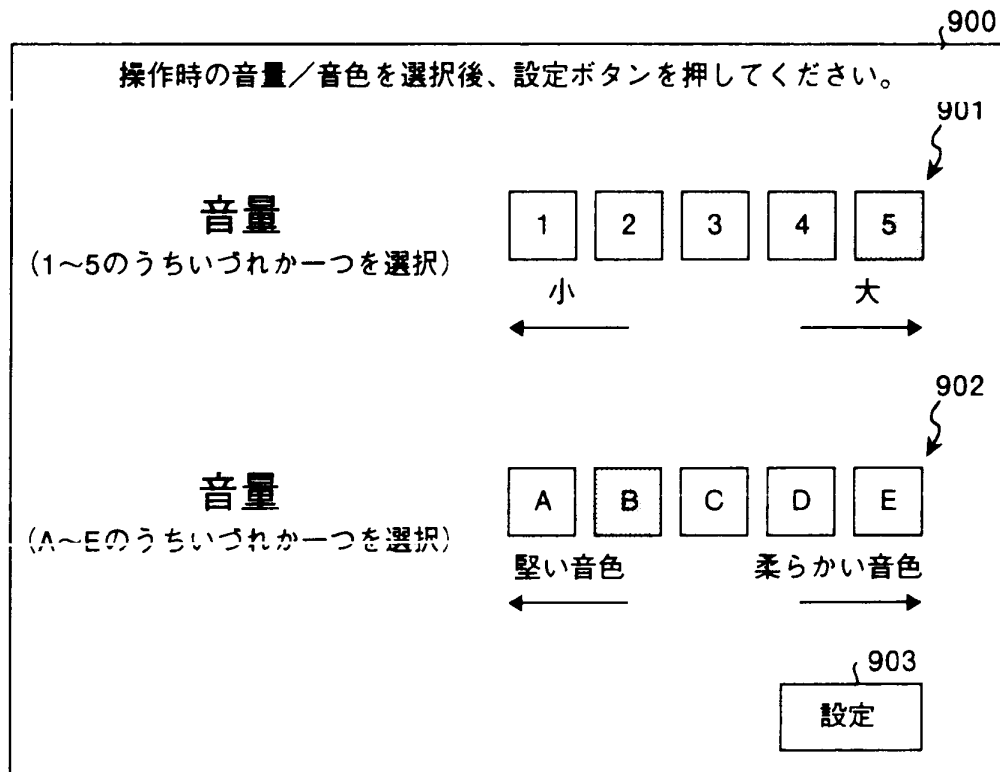 900
操作時の音量／音色を選択後、設定ボタンを押してください。
901
音量
1 2 3 4 5
(1～5のうちいづれか一つを選択)
小 大
902
音量
A B C D E
(A～Eのうちいづれか一つを選択)
堅い音色 柔らかい音色
903
設定